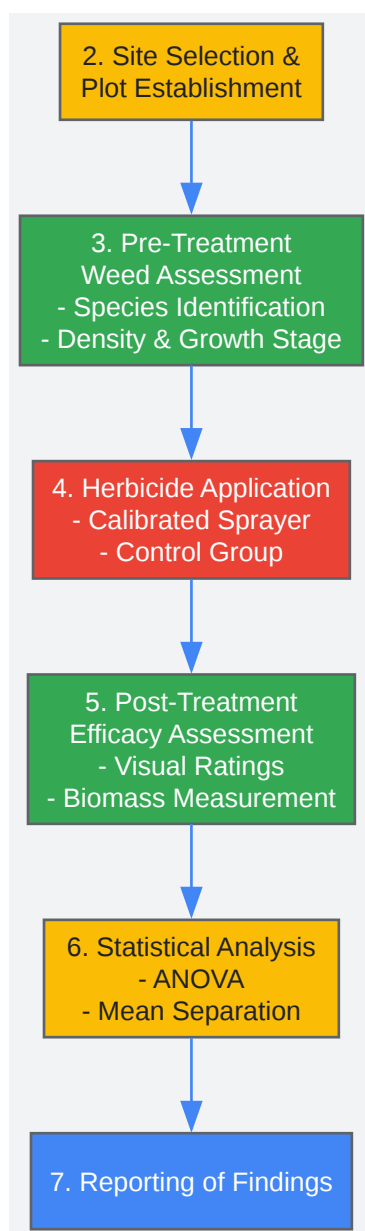 2. Site Selection &
Plot Establishment
3. Pre-Treatment
Weed Assessment
- Species Identification
- Density & Growth Stage
4. Herbicide Application
- Calibrated Sprayer
- Control Group
5. Post-Treatment
Efficacy Assessment
- Visual Ratings
- Biomass Measurement
6. Statistical Analysis
- ANOVA
- Mean Separation
7. Reporting of Findings